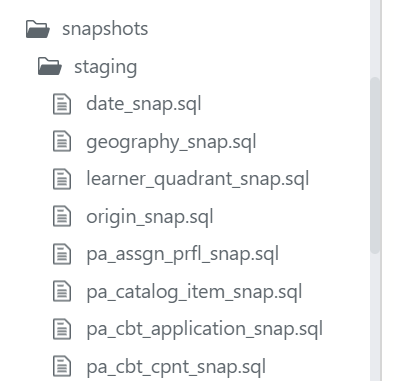 snapshots
staging
date_snap.sql
geography_snap.sql
learner_quadrant_snap.sql
origin_snap.sql
pa_assgn_prfl_snap.sql
pa_catalog_item_snap.sql
pa_cbt_application_snap.sql
pa_cbt_cpnt_snap.sql